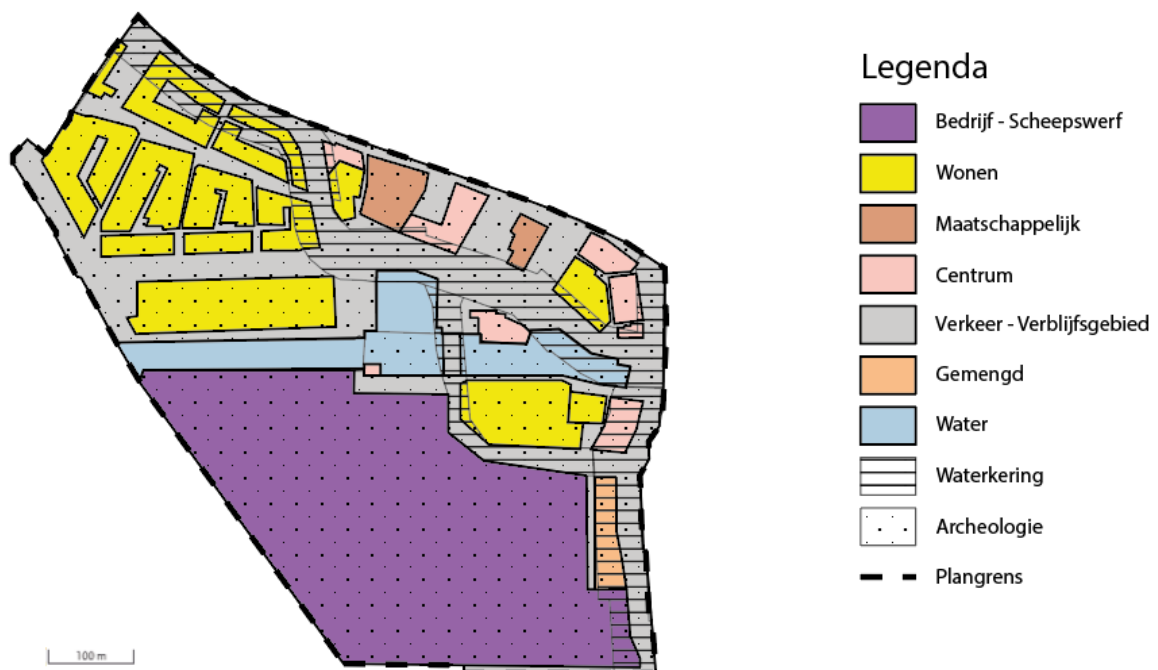 Legenda
Bedrijf - Scheepswerf
Wonen
Maatschappelijk
Centrum
Verkeer - Verblijfsgebied
Gemengd
Water
Waterkering
Archeologie
Plangrens
100 m